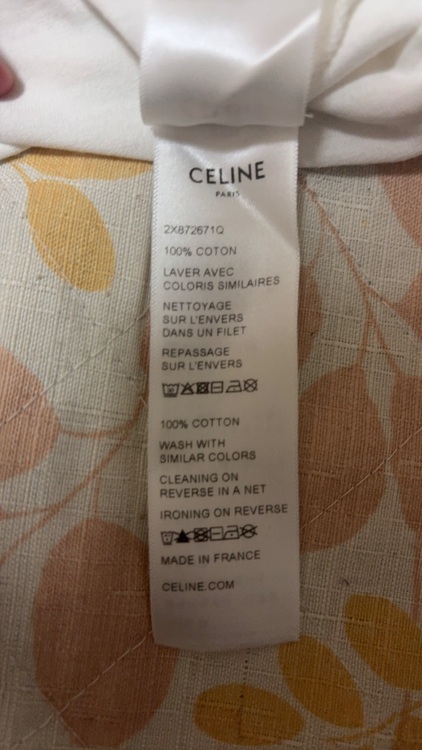 CELINE
PARIS
2X872671Q
100% COTON
LAVER AVEC
COLORIS SIMILAIRES
NETTOYAGE
SUR L'ENVERS
DANS UN FILET
REPASSAGE
SUR L'ENVERS
100% COTTON
WASH WITH
SIMILAR COLORS
CLEANING ON
REVERSE IN A NET
IRONING ON REVERSE
MADE IN FRANCE
CELINE.COM